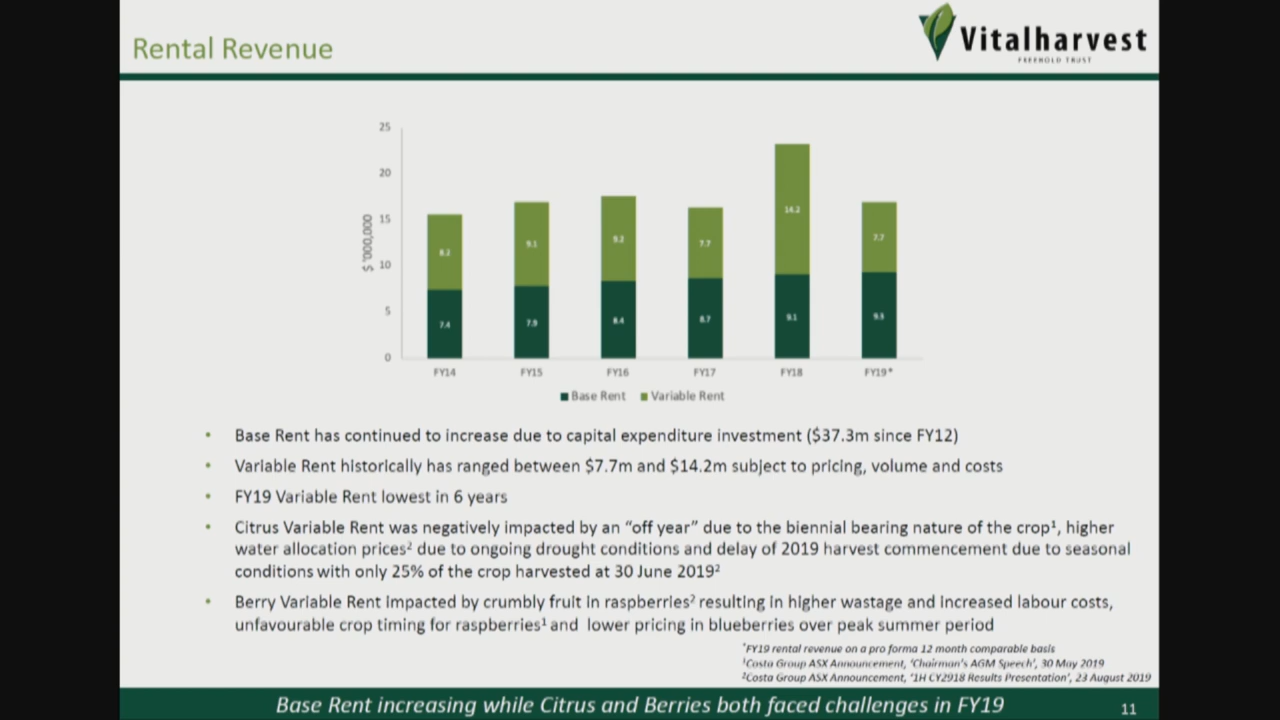 Rental Revenue
Vitalharvest
FREEHOLD TRUST
25
20
15
10
5
0
$ '000,000
8.2
9.1
9.2
7.7
14.2
7.7
7.4
7.9
8.4
8.7
9.1
9.3
FY14 FY15 FY16 FY17 FY18 FY19*
Base Rent Variable Rent
• Base Rent has continued to increase due to capital expenditure investment ($37.3m since FY12)
• Variable Rent historically has ranged between $7.7m and $14.2m subject to pricing, volume and costs
• FY19 Variable Rent lowest in 6 years
• Citrus Variable Rent was negatively impacted by an “off year” due to the biennial bearing nature of the crop¹, higher
water allocation prices² due to ongoing drought conditions and delay of 2019 harvest commencement due to seasonal
conditions with only 25% of the crop harvested at 30 June 2019²
• Berry Variable Rent impacted by crumbly fruit in raspberries² resulting in higher wastage and increased labour costs,
unfavourable crop timing for raspberries¹ and lower pricing in blueberries over peak summer period
*FY19 rental revenue on a pro forma 12 month comparable basis
¹Costa Group ASX Announcement, ‘Chairman’s AGM Speech’, 30 May 2019
²Costa Group ASX Announcement, ‘1H CY2918 Results Presentation’, 23 August 2019
Base Rent increasing while Citrus and Berries both faced challenges in FY19
11